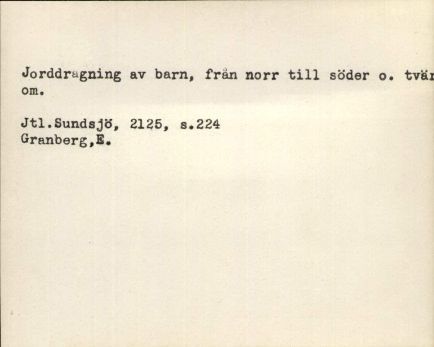 Jorddragning av barn, från norr till söder o. tvär
om.
Jtl.Sundsjö, 2125, s.224
Granberg,E.